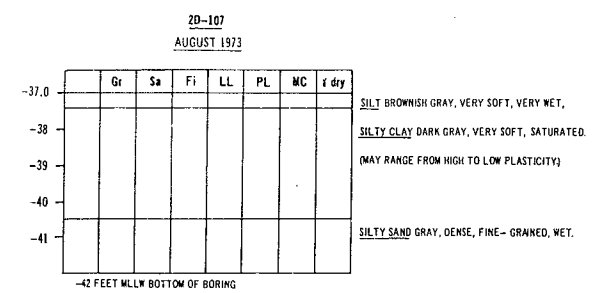 2D-107
AUGUST 1973
Gr Sa Fi LL PL MC γ dry
-37.0
SILT BROWNISH GRAY, VERY SOFT, VERY WET,
-38
SILTY CLAY DARK GRAY, VERY SOFT, SATURATED.
-39
(MAY RANGE FROM HIGH TO LOW PLASTICITY)
-40
-41
SILTY SAND GRAY, DENSE, FINE-GRAINED, WET.
-42 FEET MLLW BOTTOM OF BORING